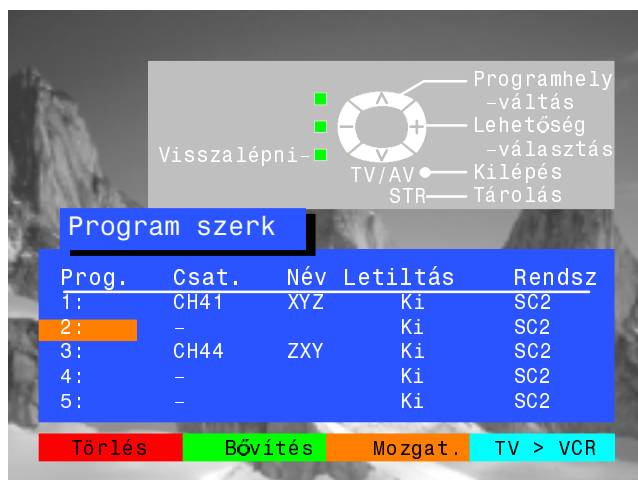 Programhely
-váltás
Lehetőség
-választás
Visszalépni-
TV/AV
Kilépés
STR
Tárolás
Program szerk
Prog. Csat. Név Letiltás Rendsz
1: CH41 XYZ Ki SC2
2: - Ki SC2
3: CH44 ZXY Ki SC2
4: - Ki SC2
5: - Ki SC2
Törlés Bővítés Mozgat. TV > VCR